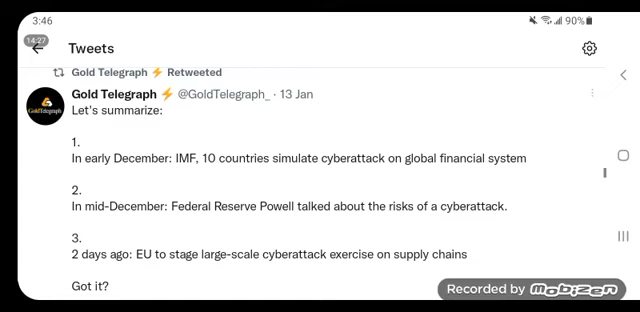 3:46
90%
14:27
Tweets
Gold Telegraph ⚡ Retweeted
Gold Telegraph ⚡ @GoldTelegraph_ · 13 Jan
GoldTelegraph
Let's summarize:
1.
In early December: IMF, 10 countries simulate cyberattack on global financial system
2.
In mid-December: Federal Reserve Powell talked about the risks of a cyberattack.
3.
2 days ago: EU to stage large-scale cyberattack exercise on supply chains
Got it?
Recorded by Mobizen